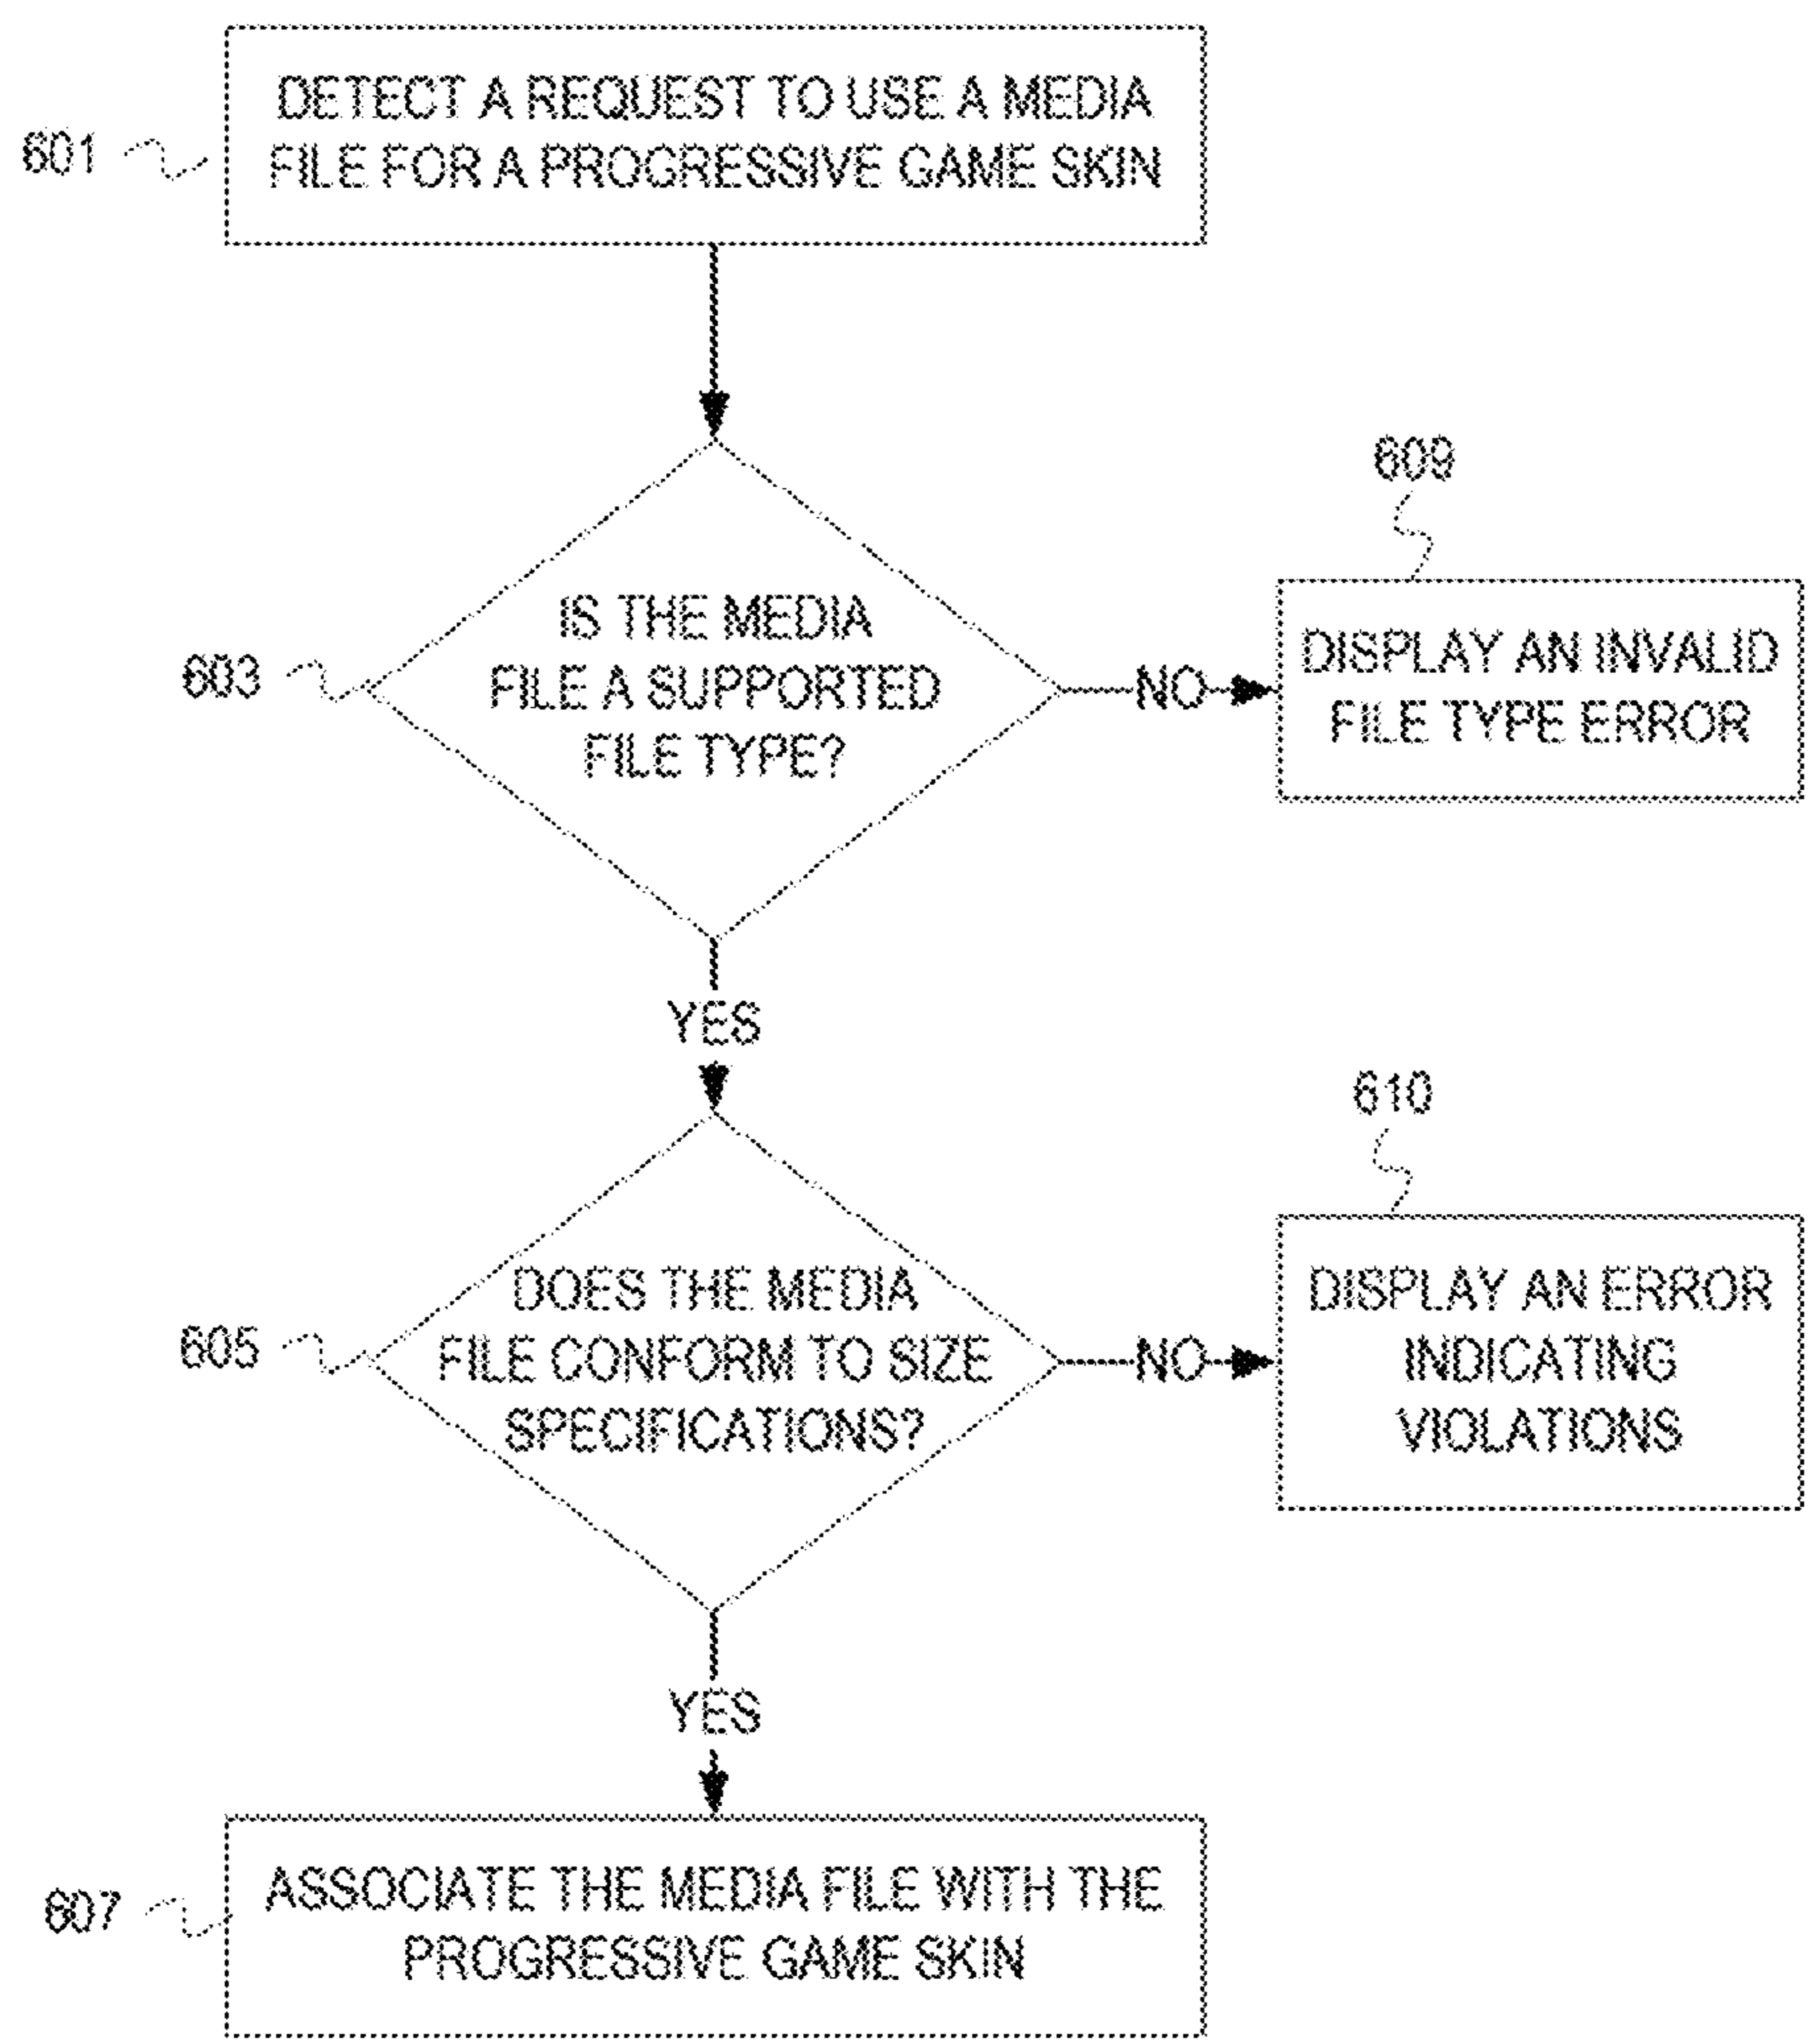 DETECT A REQUEST TO USE A MEDIA
FILE FOR A PROGRESSIVE GAME SKIN
601
IS THE MEDIA
FILE A SUPPORTED
FILE TYPE?
603
NO
609
DISPLAY AN INVALID
FILE TYPE ERROR
YES
DOES THE MEDIA
FILE CONFORM TO SIZE
SPECIFICATIONS?
605
NO
610
DISPLAY AN ERROR
INDICATING
VIOLATIONS
YES
607
ASSOCIATE THE MEDIA FILE WITH THE
PROGRESSIVE GAME SKIN